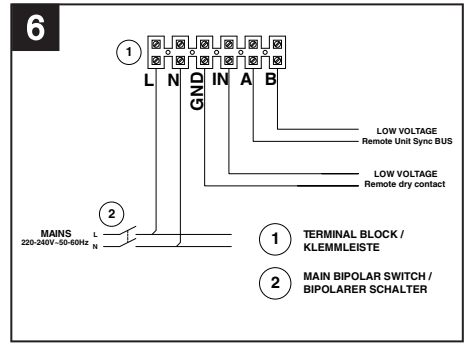 6
1
L N GND IN A B
LOW VOLTAGE
Remote Unit Sync BUS
LOW VOLTAGE
Remote dry contact
2
MAINS
220-240V~50-60Hz
L
N
1
TERMINAL BLOCK /
KLEMMLEISTE
2
MAIN BIPOLAR SWITCH /
BIPOLARER SCHALTER